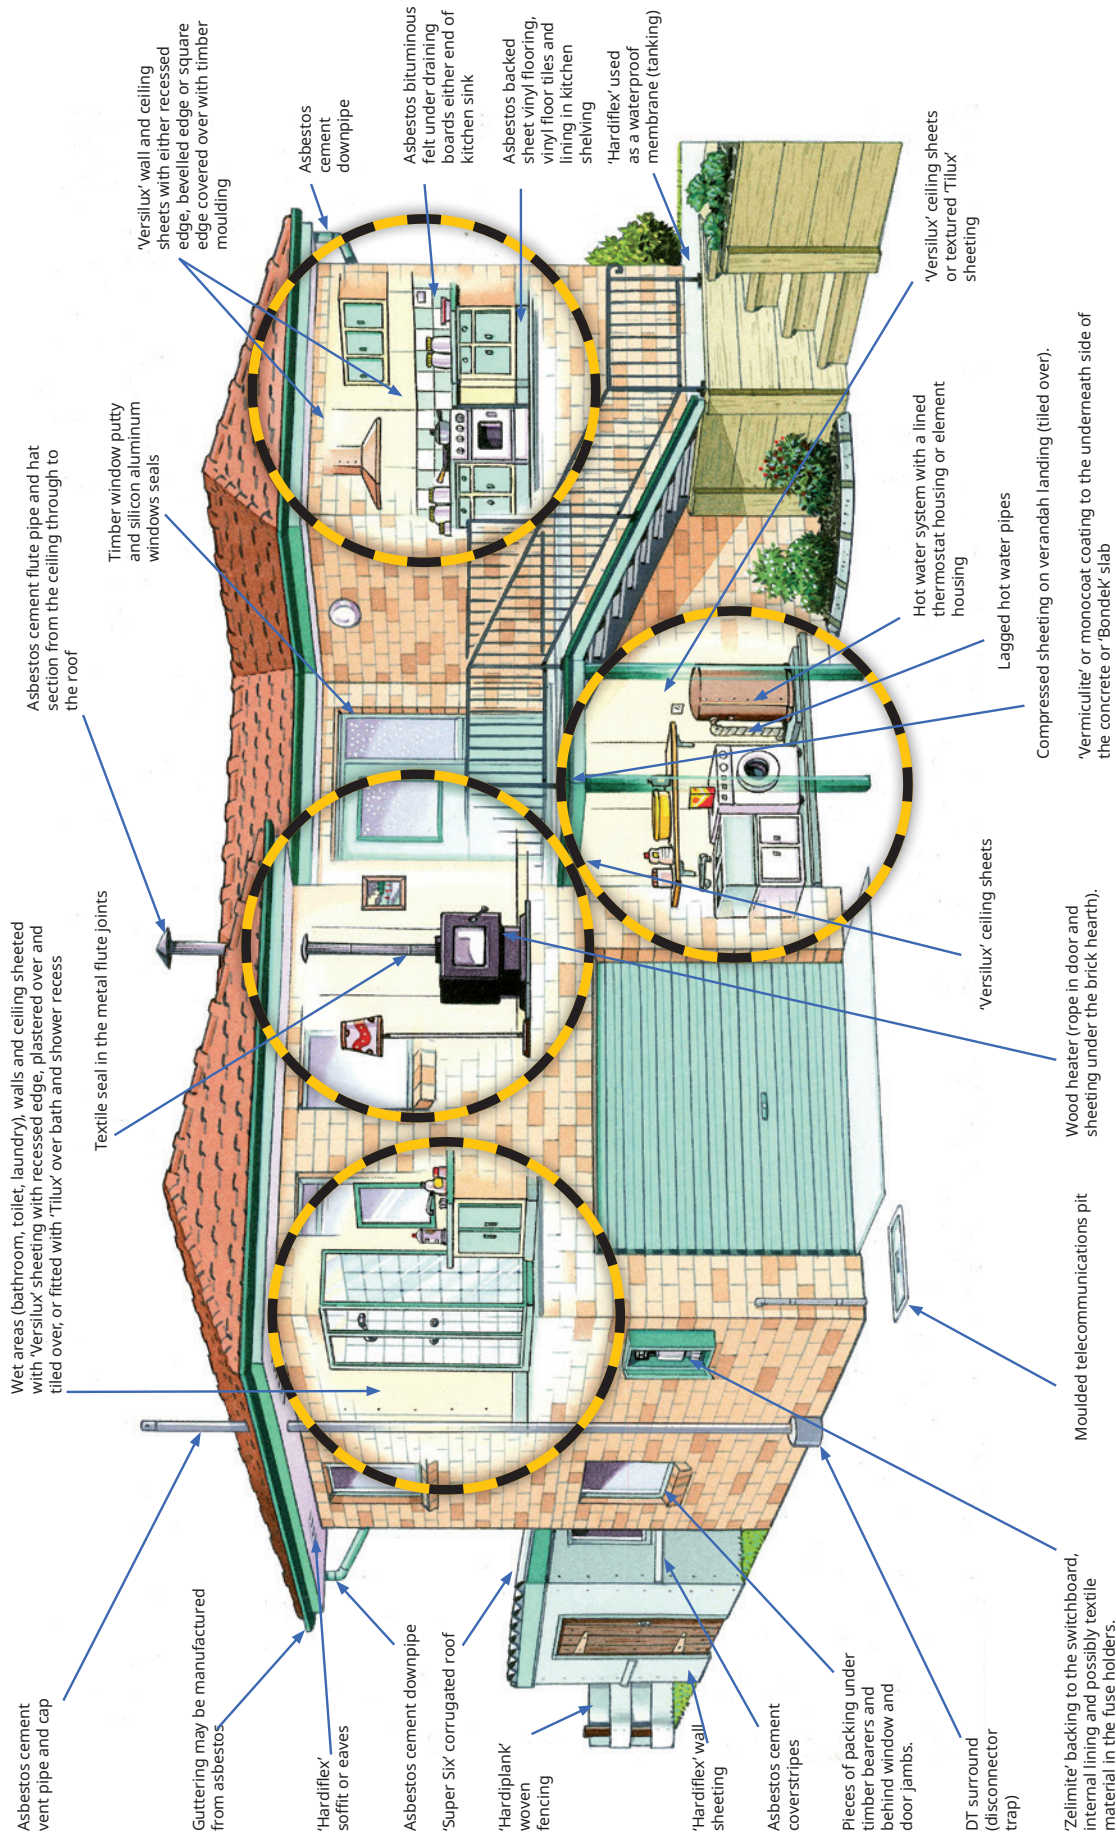 Asbestos cement
vent pipe and cap
Wet areas (bathroom, toilet, laundry), walls and ceiling sheeted
with ‘Versilux’ sheeting with recessed edge, plastered over and
tiled over, or fitted with ‘Tilux’ over bath and shower recess
Textile seal in the metal flute joints
Asbestos cement flute pipe and hat
section from the ceiling through to
the roof
Timber window putty
and silicon aluminum
windows seals
‘Versilux’ wall and ceiling
sheets with either recessed
edge, bevelled edge or square
edge covered over with timber
moulding
Asbestos
cement
downpipe
Asbestos bituminous
felt under draining
boards either end of
kitchen sink
Asbestos backed
sheet vinyl flooring,
vinyl floor tiles and
lining in kitchen
shelving
‘Hardiflex’ used
as a waterproof
membrane (tanking)
‘Versilux’ ceiling sheets
or textured ‘Tilux’
sheeting
Hot water system with a lined
thermostat housing or element
housing
Lagged hot water pipes
Compressed sheeting on verandah landing (tiled over).
‘Vermiculite’ or monocoat coating to the underneath side of
the concrete or ‘Bondek’ slab
‘Versilux’ ceiling sheets
Wood heater (rope in door and
sheeting under the brick hearth).
Moulded telecommunications pit
Guttering may be manufactured
from asbestos
‘Hardiflex’
soffit or eaves
Asbestos cement downpipe
‘Super Six’ corrugated roof
‘Hardiplank’
woven
fencing
‘Hardiflex’ wall
sheeting
Asbestos cement
coverstripes
Pieces of packing under
timber bearers and
behind window and
door jambs.
DT surround
(disconnector
trap)
‘Zelimite’ backing to the switchboard,
internal lining and possibly textile
material in the fuse holders.